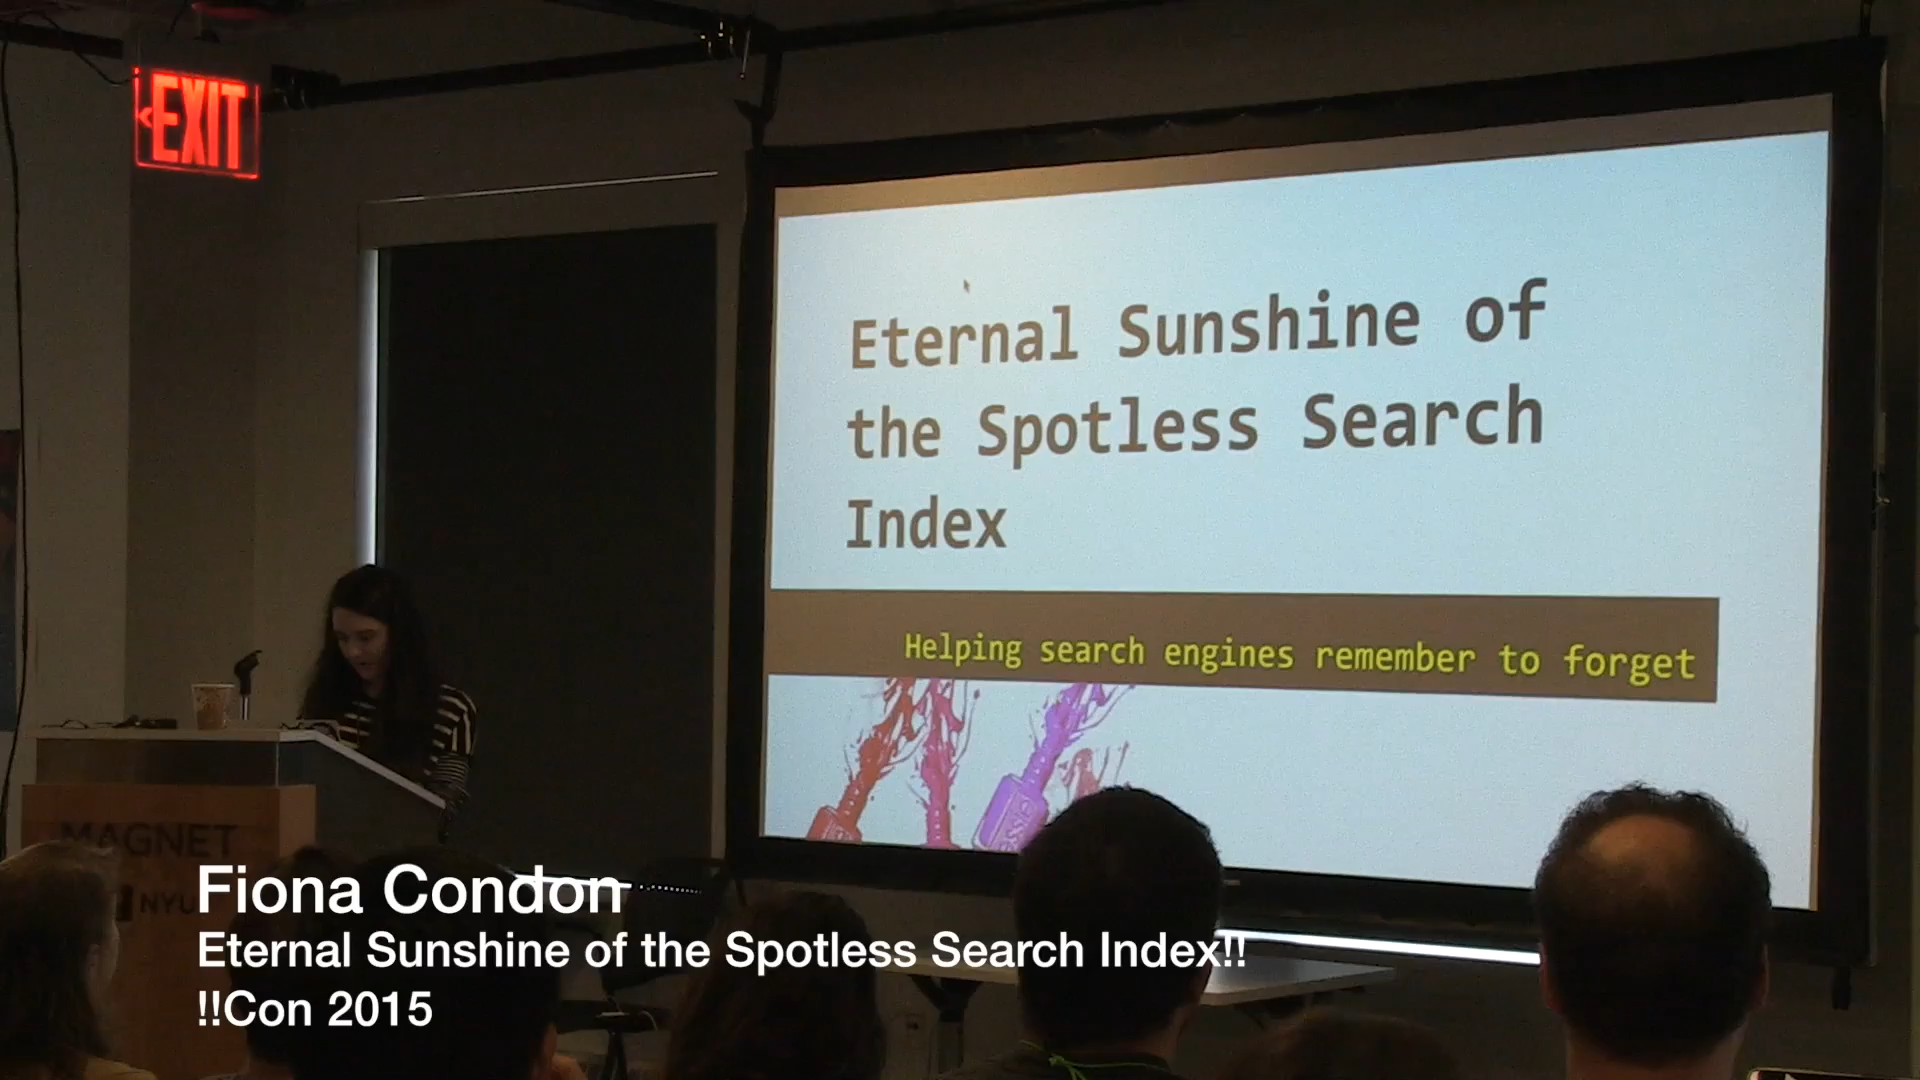 EXIT
Eternal Sunshine of
the Spotless Search
Index
Helping search engines remember to forget
MAGNET
NYU
Fiona Condon
Eternal Sunshine of the Spotless Search Index!!
!!Con 2015